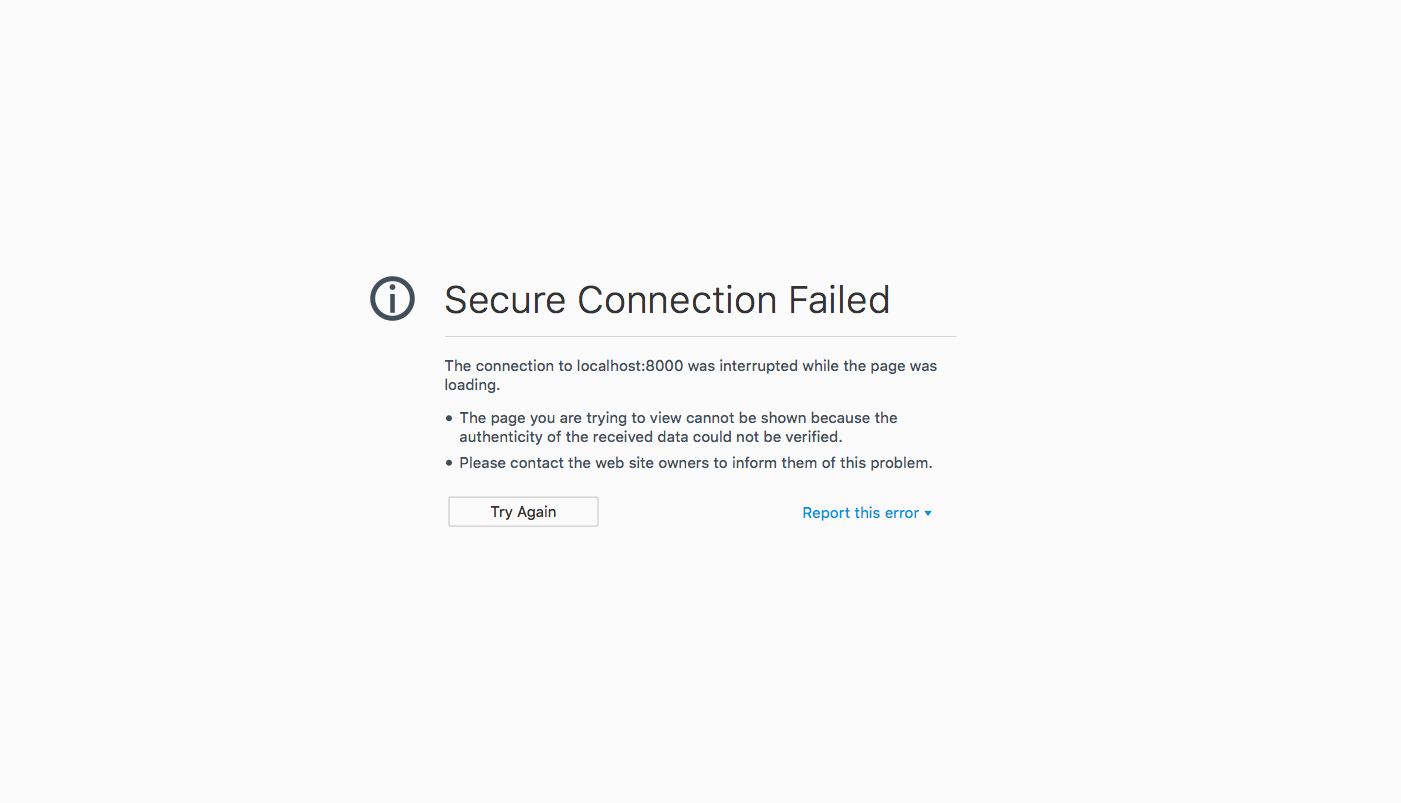 Secure Connection Failed
The connection to localhost:8000 was interrupted while the page was
loading.
• The page you are trying to view cannot be shown because the
authenticity of the received data could not be verified.
• Please contact the web site owners to inform them of this problem.
Try Again
Report this error